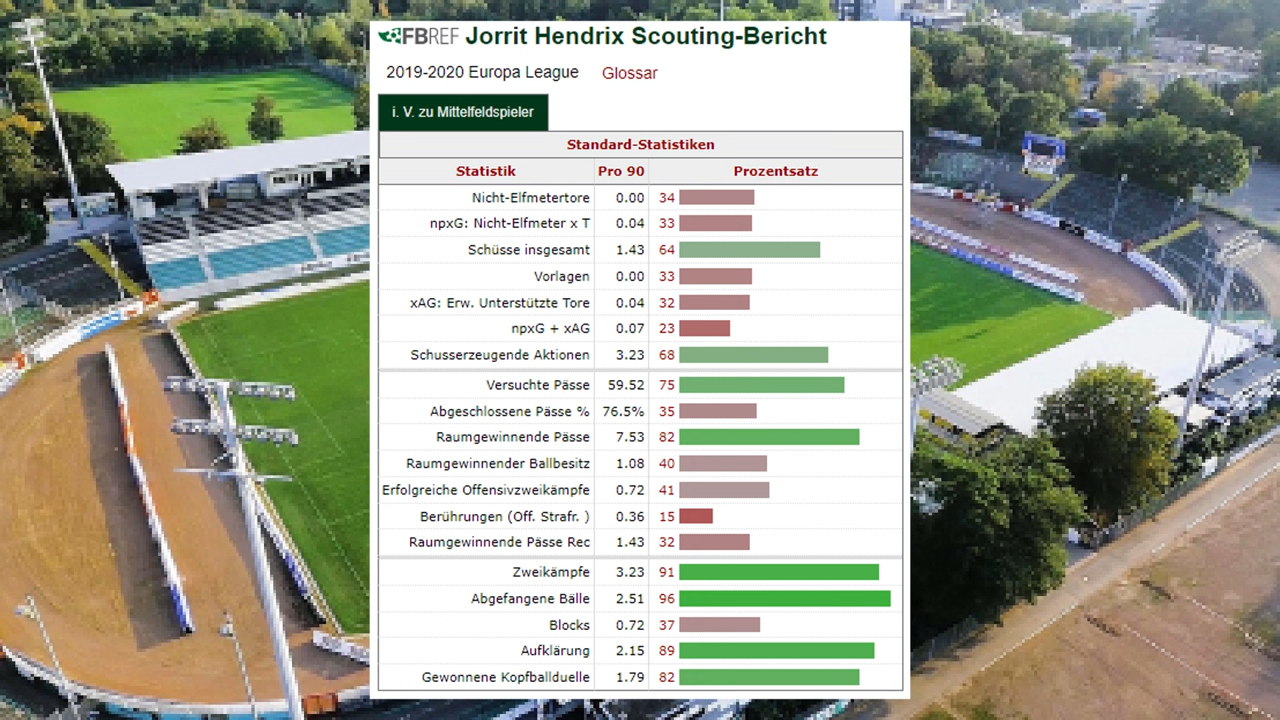 FBREF Jorrit Hendrix Scouting-Bericht
2019-2020 Europa League Glossar
i. V. zu Mittelfeldspieler
Standard-Statistiken
Statistik Pro 90 Prozentsatz
Nicht-Elfmetertore 0.00 34
npxG: Nicht-Elfmeter x T 0.04 33
Schüsse insgesamt 1.43 64
Vorlagen 0.00 33
xAG: Erw. Unterstützte Tore 0.04 32
npxG + xAG 0.07 23
Schusserzeugende Aktionen 3.23 68
Versuchte Pässe 59.52 75
Abgeschlossene Pässe % 76.5% 35
Raumgewinnende Pässe 7.53 82
Raumgewinnender Ballbesitz 1.08 40
Erfolgreiche Offensivzweikämpfe 0.72 41
Berührungen (Off. Strafr. ) 0.36 15
Raumgewinnende Pässe Rec 1.43 32
Zweikämpfe 3.23 91
Abgefangene Bälle 2.51 96
Blocks 0.72 37
Aufklärung 2.15 89
Gewonnene Kopfballduelle 1.79 82